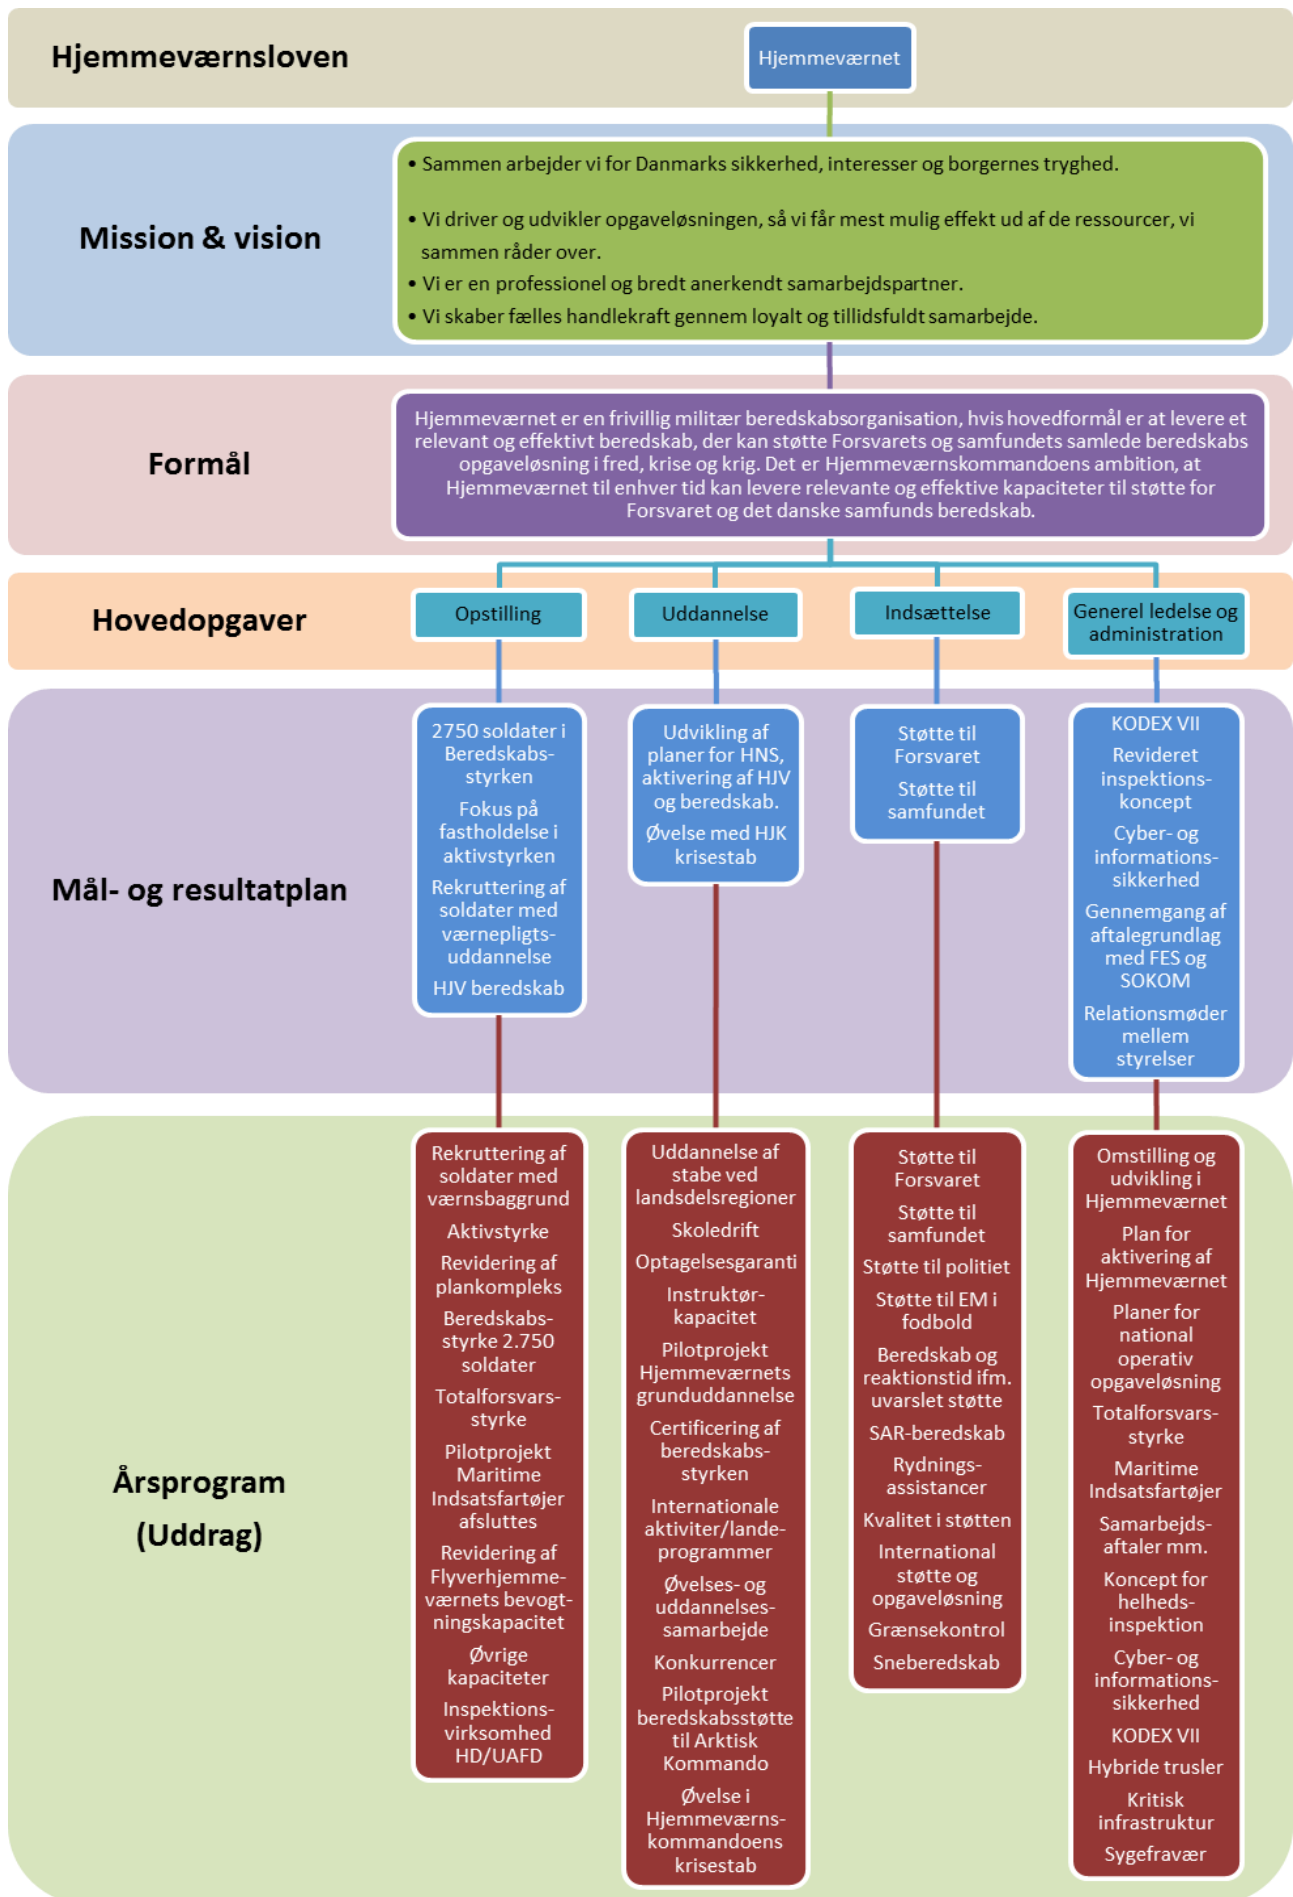 Hjemmeværnsloven
Hjemmeværnet
Mission & vision
• Sammen arbejder vi for Danmarks sikkerhed, interesser og borgernes tryghed.
• Vi driver og udvikler opgaveløsningen, så vi får mest mulig effekt ud af de ressourcer, vi
sammen råder over.
• Vi er en professionel og bredt anerkendt samarbejdspartner.
• Vi skaber fælles handlekraft gennem loyalt og tillidsfuldt samarbejde.
Formål
Hjemmeværnet er en frivillig militær beredskabsorganisation, hvis hovedformål er at levere et
relevant og effektivt beredskab, der kan støtte Forsvarets og samfundets samlede beredskabs
opgaveløsning i fred, krise og krig. Det er Hjemmeværnskommandoens ambition, at
Hjemmeværnet til enhver tid kan levere relevante og effektive kapaciteter til støtte for
Forsvaret og det danske samfunds beredskab.
Hovedopgaver
Opstilling
Uddannelse
Indsættelse
Generel ledelse og
administration
Mål- og resultatplan
2750 soldater i
Beredskabs-
styrken
Fokus på
fastholdelse i
aktivstyrken
Rekruttering af
soldater med
værnepligts-
uddannelse
HJV beredskab
Udvikling af
planer for HNS,
aktivering af HJV
og beredskab.
Øvelse med HJK
krisestab
Støtte til
Forsvaret
Støtte til
samfundet
KODEX VII
Revideret
inspektions-
koncept
Cyber- og
informations-
sikkerhed
Gennemgang af
aftalegrundlag
med FES og
SOKOM
Relationsmøder
mellem
styrelser
Årsprogram
(Uddrag)
Rekruttering af
soldater med
værnsbaggrund
Aktivstyrke
Revidering af
plankompleks
Beredskabs-
styrke 2.750
soldater
Totalforsvars-
styrke
Pilotprojekt
Maritime
Indsatsfartøjer
afsluttes
Revidering af
Flyverhjemme-
værnets bevogt-
ningskapacitet
Øvrige
kapaciteter
Inspektions-
virksomhed
HD/UAFD
Uddannelse af
stabe ved
landsdelsregioner
Skoledrift
Optagelsesgaranti
Instruktør-
kapacitet
Pilotprojekt
Hjemmeværnets
grunduddannelse
Certificering af
beredskabs-
styrken
Internationale
aktiviter/lande-
programmer
Øvelses- og
uddannelses-
samarbejde
Konkurrencer
Pilotprojekt
beredskabsstøtte
til Arktisk
Kommando
Øvelse i
Hjemmeværns-
kommandoens
krisestab
Støtte til
Forsvaret
Støtte til
samfundet
Støtte til politiet
Støtte til EM i
fodbold
Beredskab og
reaktionstid ifm.
uvarslet støtte
SAR-beredskab
Rydnings-
assistancer
Kvalitet i støtten
International
støtte og
opgaveløsning
Grænsekontrol
Sneberedskab
Omstilling og
udvikling i
Hjemmeværnet
Plan for
aktivering af
Hjemmeværnet
Planer for
national
operativ
opgaveløsning
Totalforsvars-
styrke
Maritime
Indsatsfartøjer
Samarbejds-
aftaler mm.
Koncept for
helheds-
inspektion
Cyber- og
informations-
sikkerhed
KODEX VII
Hybride trusler
Kritisk
infrastruktur
Sygefravær